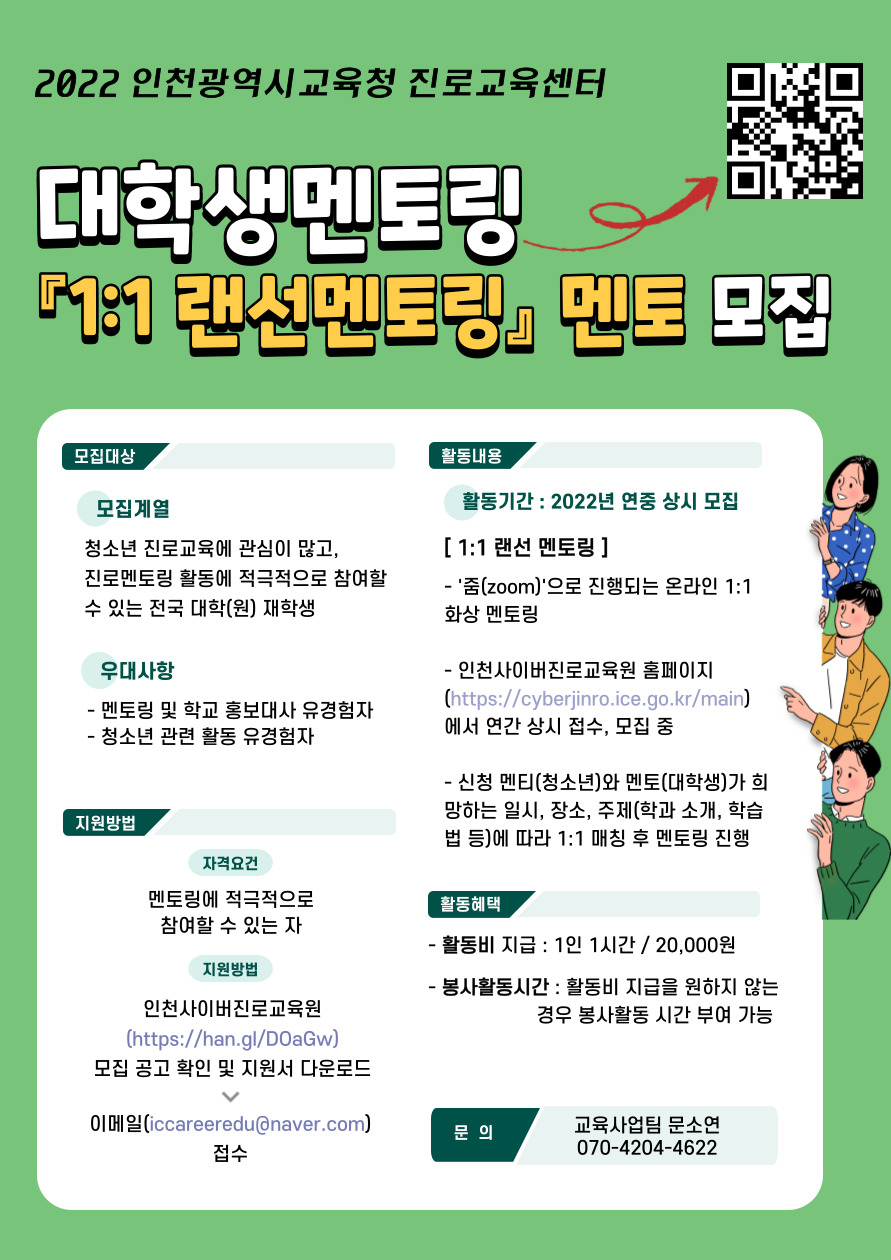 2022 인천광역시교육청 진로교육센터
대학생멘토링
『1:1 랜선멘토링』 멘토 모집
모집대상
모집계열
청소년 진로교육에 관심이 많고,
진로멘토링 활동에 적극적으로 참여할
수 있는 전국 대학(원) 재학생
우대사항
- 멘토링 및 학교 홍보대사 유경험자
- 청소년 관련 활동 유경험자
지원방법
자격요건
멘토링에 적극적으로
참여할 수 있는 자
지원방법
인천사이버진로교육원
(https://han.gl/DOaGw)
모집 공고 확인 및 지원서 다운로드
이메일(iccareeredu@naver.com)
접수
활동내용
활동기간 : 2022년 연중 상시 모집
[ 1:1 랜선 멘토링 ]
- '줌(zoom)'으로 진행되는 온라인 1:1
화상 멘토링
- 인천사이버진로교육원 홈페이지
(https://cyberjinro.ice.go.kr/main)
에서 연간 상시 접수, 모집 중
- 신청 멘티(청소년)와 멘토(대학생)가 희
망하는 일시, 장소, 주제(학과 소개, 학습
법 등)에 따라 1:1 매칭 후 멘토링 진행
활동혜택
- 활동비 지급 : 1인 1시간 / 20,000원
- 봉사활동시간 : 활동비 지급을 원하지 않는
경우 봉사활동 시간 부여 가능
문 의
교육사업팀 문소연
070-4204-4622